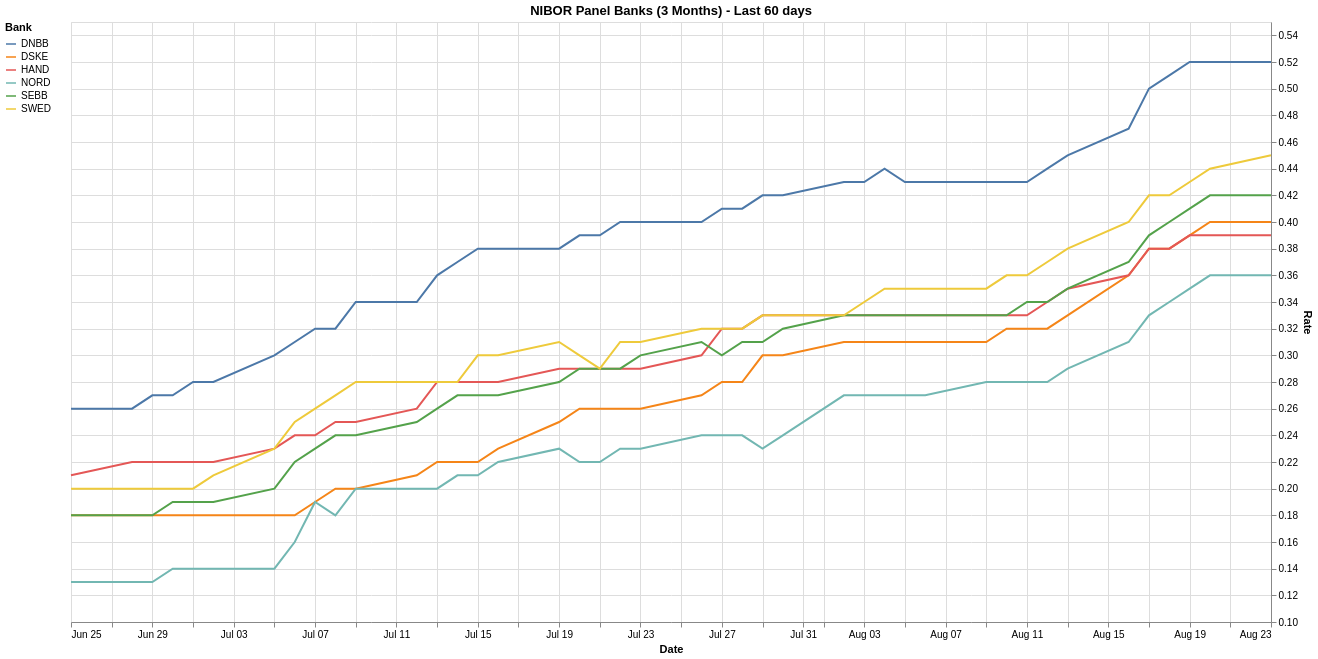 NIBOR Panel Banks (3 Months) - Last 60 days
Bank
DNBB
DSKE
HAND
NORD
SEBB
SWED
0.54
0.52
0.50
0.48
0.46
0.44
0.42
0.40
0.38
0.36
0.34
0.32
0.30
0.28
0.26
0.24
0.22
0.20
0.18
0.16
0.14
0.12
0.10
Rate
Jun 25 Jun 29 Jul 03 Jul 07 Jul 11 Jul 15 Jul 19 Jul 23 Jul 27 Jul 31 Aug 03 Aug 07 Aug 11 Aug 15 Aug 19 Aug 23
Date